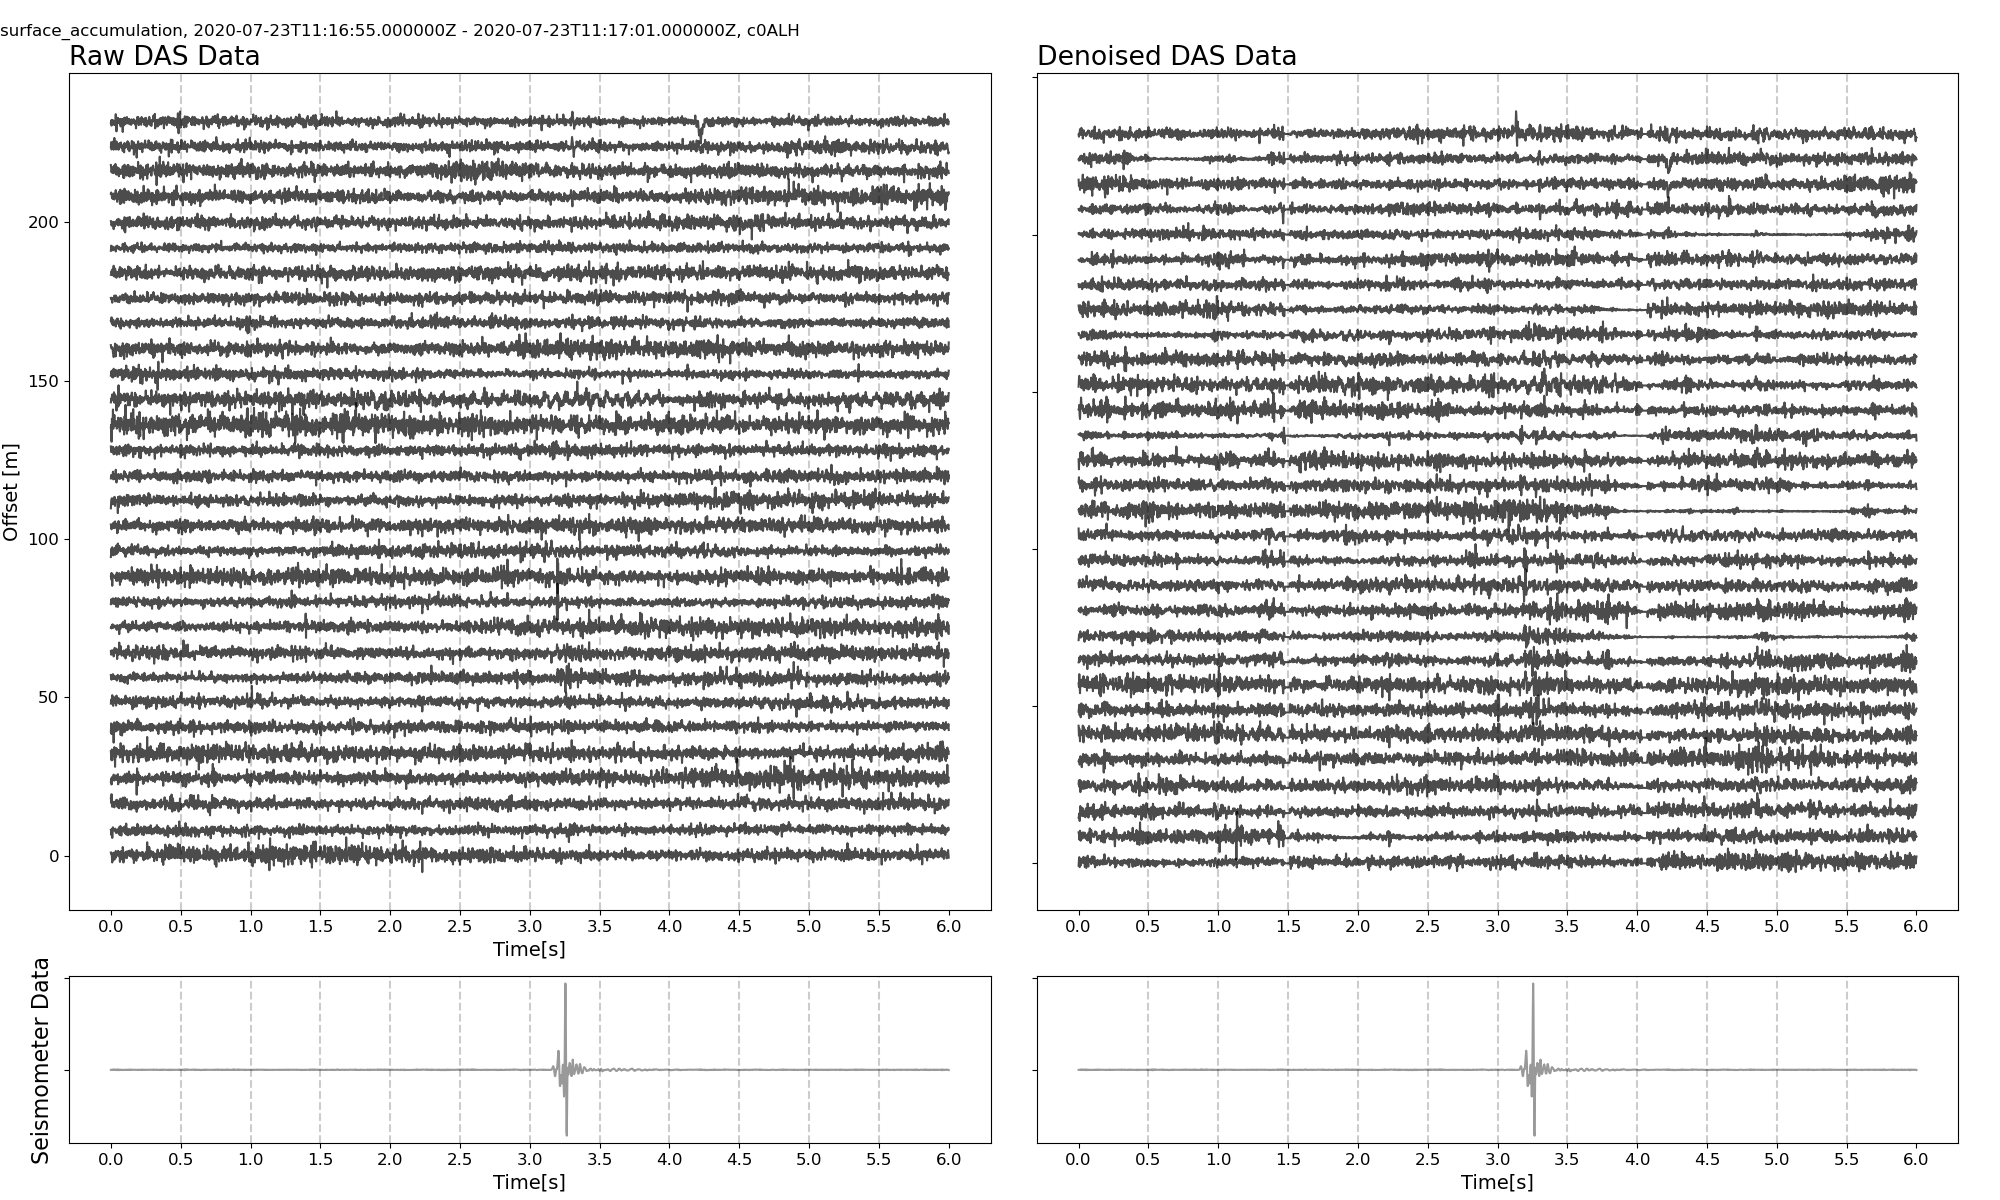 surface_accumulation, 2020-07-23T11:16:55.000000Z - 2020-07-23T11:17:01.000000Z, c0ALH
Raw DAS Data
Denoised DAS Data
Offset [m]
200
150
100
50
0
0.0 0.5 1.0 1.5 2.0 2.5 3.0 3.5 4.0 4.5 5.0 5.5 6.0
Time[s]
0.0 0.5 1.0 1.5 2.0 2.5 3.0 3.5 4.0 4.5 5.0 5.5 6.0
Seismometer Data
0.0 0.5 1.0 1.5 2.0 2.5 3.0 3.5 4.0 4.5 5.0 5.5 6.0
Time[s]
0.0 0.5 1.0 1.5 2.0 2.5 3.0 3.5 4.0 4.5 5.0 5.5 6.0
Time[s]